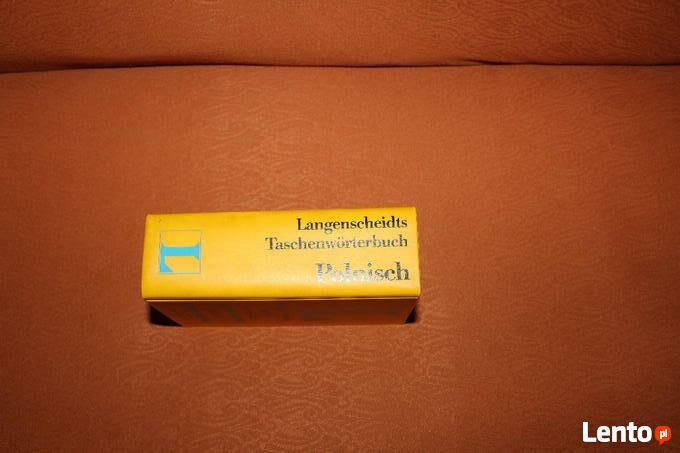 Langenscheidts
Taschenwörterbuch
Polnisch
Lento.pl